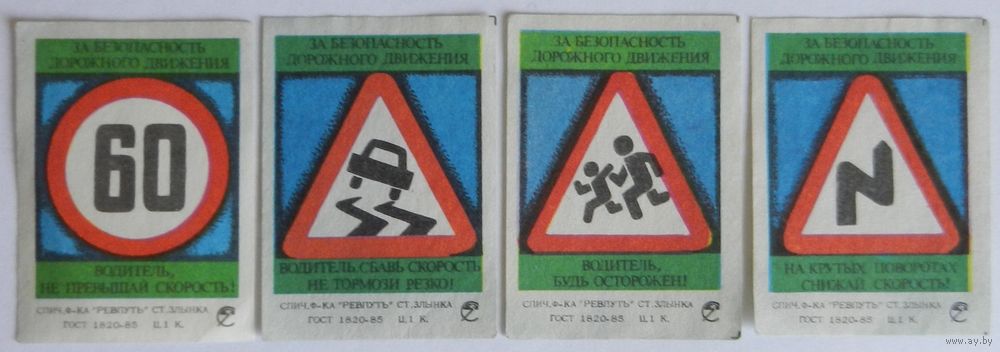 ЗА БЕЗОПАСНОСТЬ
ДОРОЖНОГО ДВИЖЕНИЯ
60
ВОДИТЕЛЬ,
НЕ ПРЕВЫШАЙ СКОРОСТЬ!
СПИЧ.Ф-КА "РЕВПУТЬ" СТ. ЗЛЫНКА
ГОСТ 1820-85 Ц.1 К.
ЗА БЕЗОПАСНОСТЬ
ДОРОЖНОГО ДВИЖЕНИЯ
ВОДИТЕЛЬ, СБАВЬ СКОРОСТЬ
НЕ ТОРМОЗИ РЕЗКО!
СПИЧ.Ф-КА "РЕВПУТЬ" СТ. ЗЛЫНКА
ГОСТ 1820-85 Ц.1 К.
ЗА БЕЗОПАСНОСТЬ
ДОРОЖНОГО ДВИЖЕНИЯ
ВОДИТЕЛЬ,
БУДЬ ОСТОРОЖЕН!
СПИЧ.Ф-КА "РЕВПУТЬ" СТ. ЗЛЫНКА
ГОСТ 1820-85 Ц.1 К.
ЗА БЕЗОПАСНОСТЬ
ДОРОЖНОГО ДВИЖЕНИЯ
НА КРУТЫХ ПОВОРОТАХ
СНИЖАЙ СКОРОСТЬ!
СПИЧ.Ф-КА "РЕВПУТЬ" СТ. ЗЛЫНКА
ГОСТ 1820-85 Ц.1 К.
www.ay.by